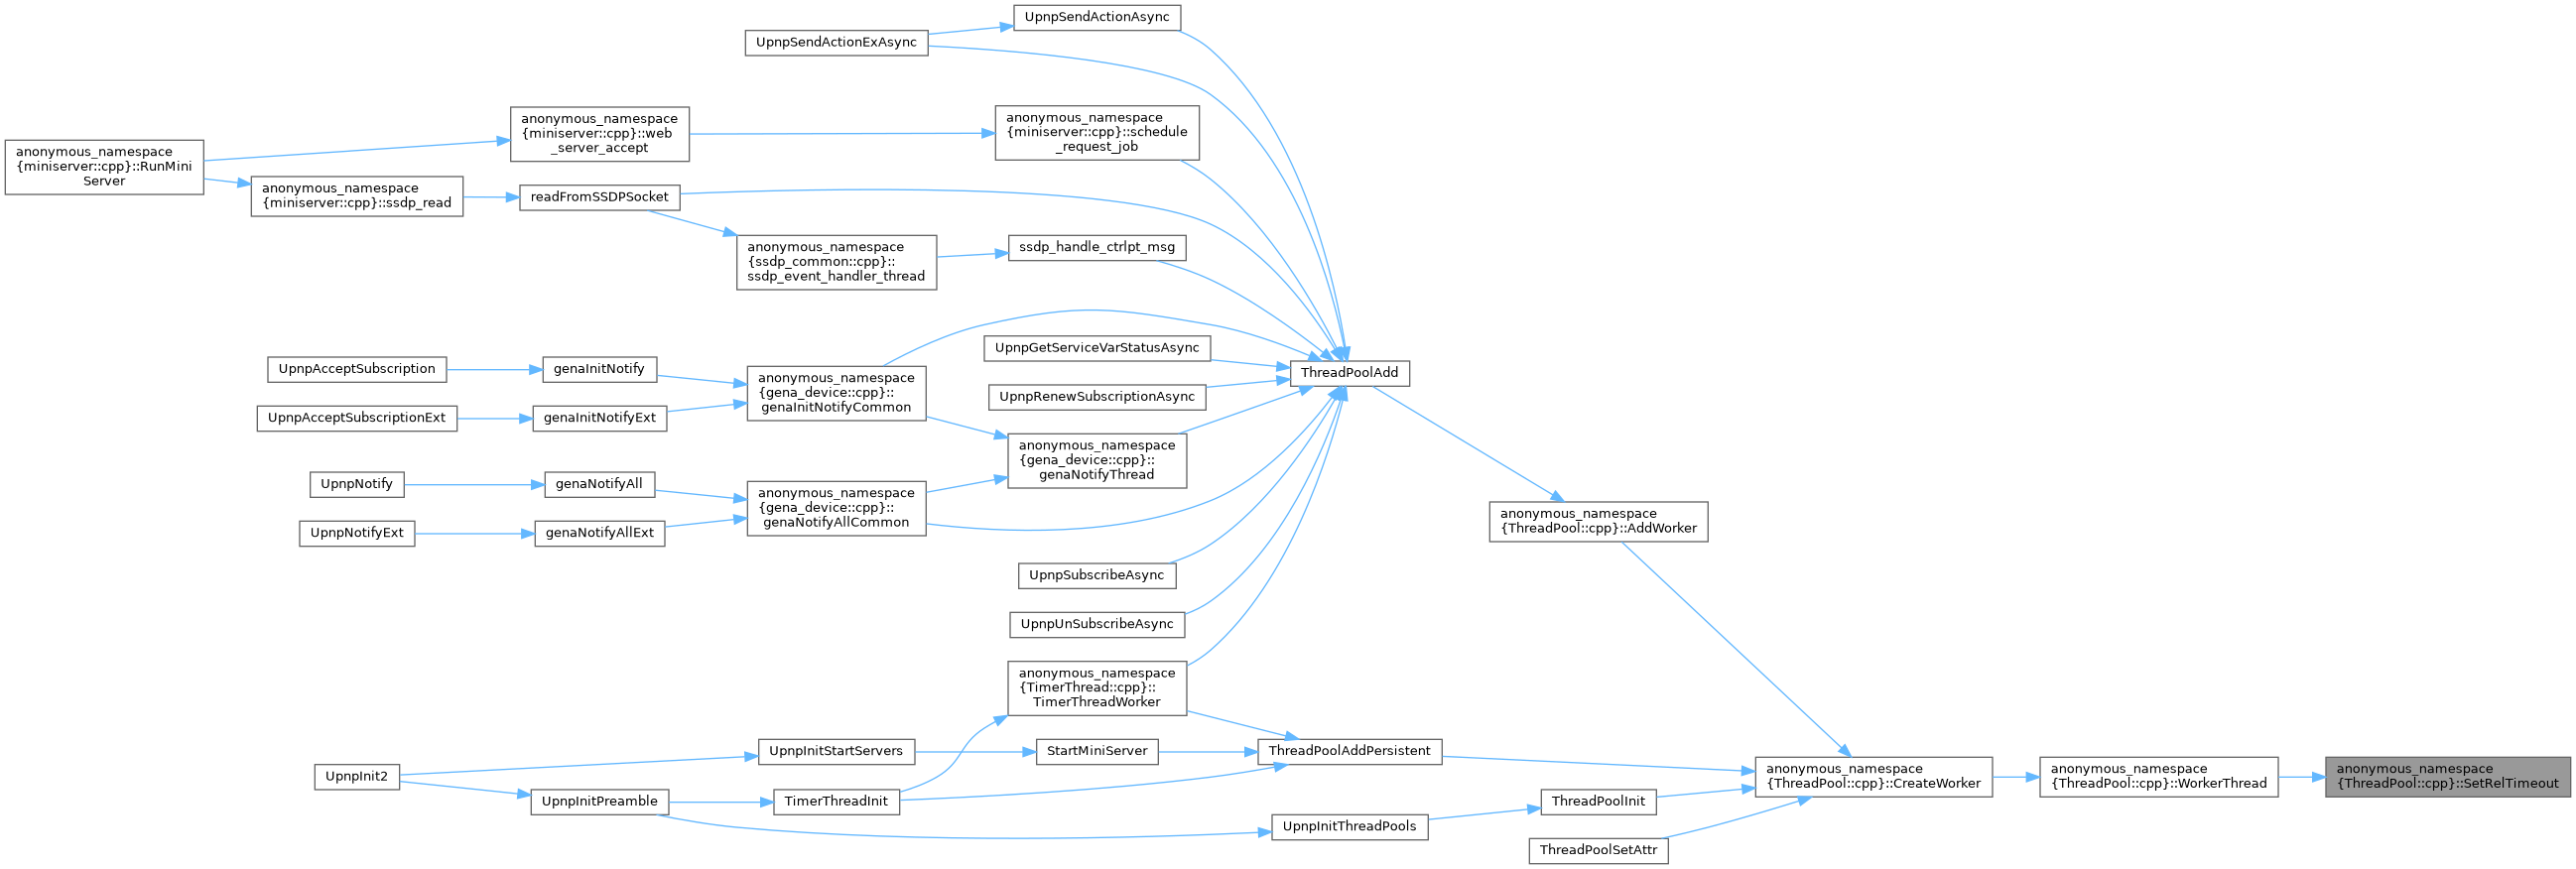 UpnpSendActionAsync
UpnpSendActionExAsync
anonymous_namespace
{miniserver::cpp}::web
_server_accept
anonymous_namespace
{miniserver::cpp}::schedule
_request_job
anonymous_namespace
{miniserver::cpp}::RunMini
Server
anonymous_namespace
{miniserver::cpp}::ssdp_read
readFromSSDPSocket
anonymous_namespace
{ssdp_common::cpp}::
ssdp_event_handler_thread
ssdp_handle_ctrlpt_msg
UpnpGetServiceVarStatusAsync
UpnpAcceptSubscription
genaInitNotify
anonymous_namespace
{gena_device::cpp}::
genaInitNotifyCommon
ThreadPoolAdd
UpnpRenewSubscriptionAsync
UpnpAcceptSubscriptionExt
genaInitNotifyExt
anonymous_namespace
{gena_device::cpp}::
genaNotifyThread
UpnpNotify
genaNotifyAll
anonymous_namespace
{gena_device::cpp}::
genaNotifyAllCommon
anonymous_namespace
{ThreadPool::cpp}::AddWorker
UpnpNotifyExt
genaNotifyAllExt
UpnpSubscribeAsync
UpnpUnSubscribeAsync
anonymous_namespace
{TimerThread::cpp}::
TimerThreadWorker
UpnpInitStartServers
StartMiniServer
ThreadPoolAddPersistent
UpnpInit2
anonymous_namespace
{ThreadPool::cpp}::CreateWorker
anonymous_namespace
{ThreadPool::cpp}::WorkerThread
anonymous_namespace
{ThreadPool::cpp}::SetRelTimeout
UpnpInitPreamble
TimerThreadInit
ThreadPoolInit
UpnpInitThreadPools
ThreadPoolSetAttr